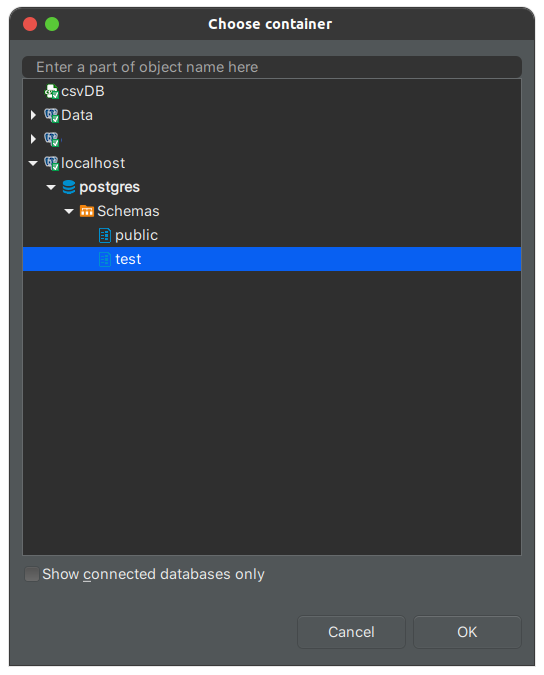 Choose container
Enter a part of object name here
csvDB
Data
localhost
postgres
Schemas
public
test
Show connected databases only
Cancel
OK